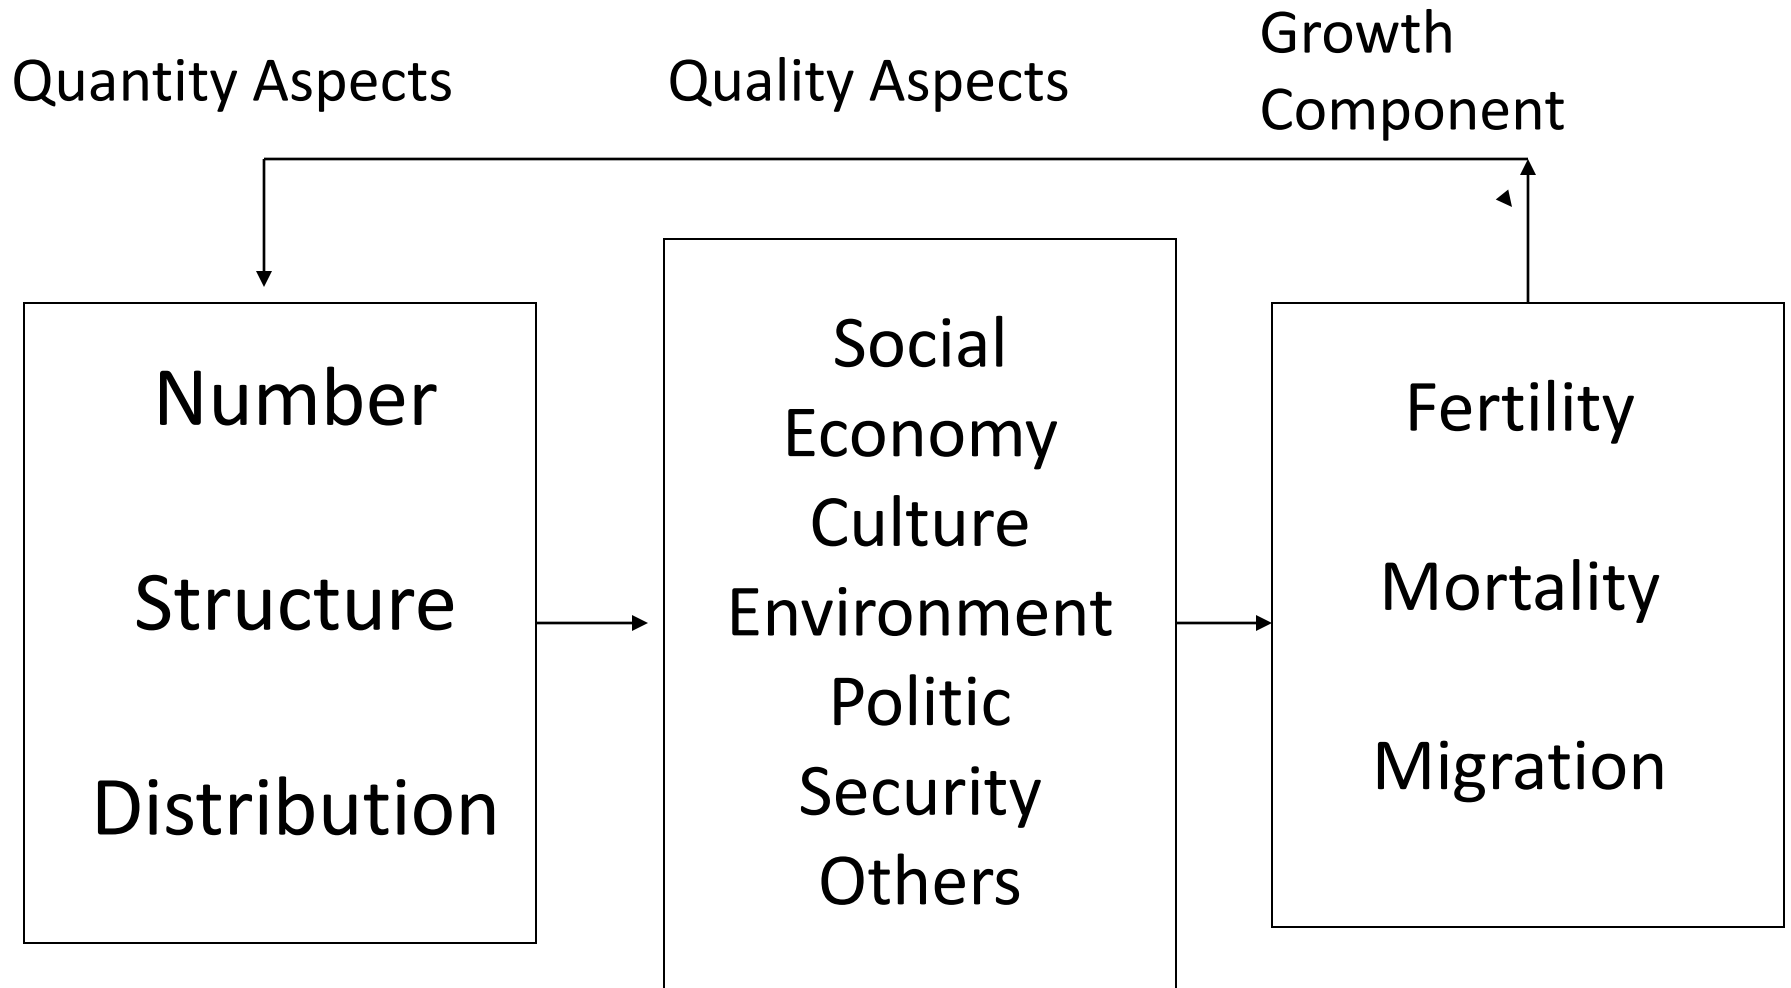 Quantity Aspects
Quality Aspects
Growth
Component
Number
Structure
Distribution
Social
Economy
Culture
Environment
Politic
Security
Others
Fertility
Mortality
Migration